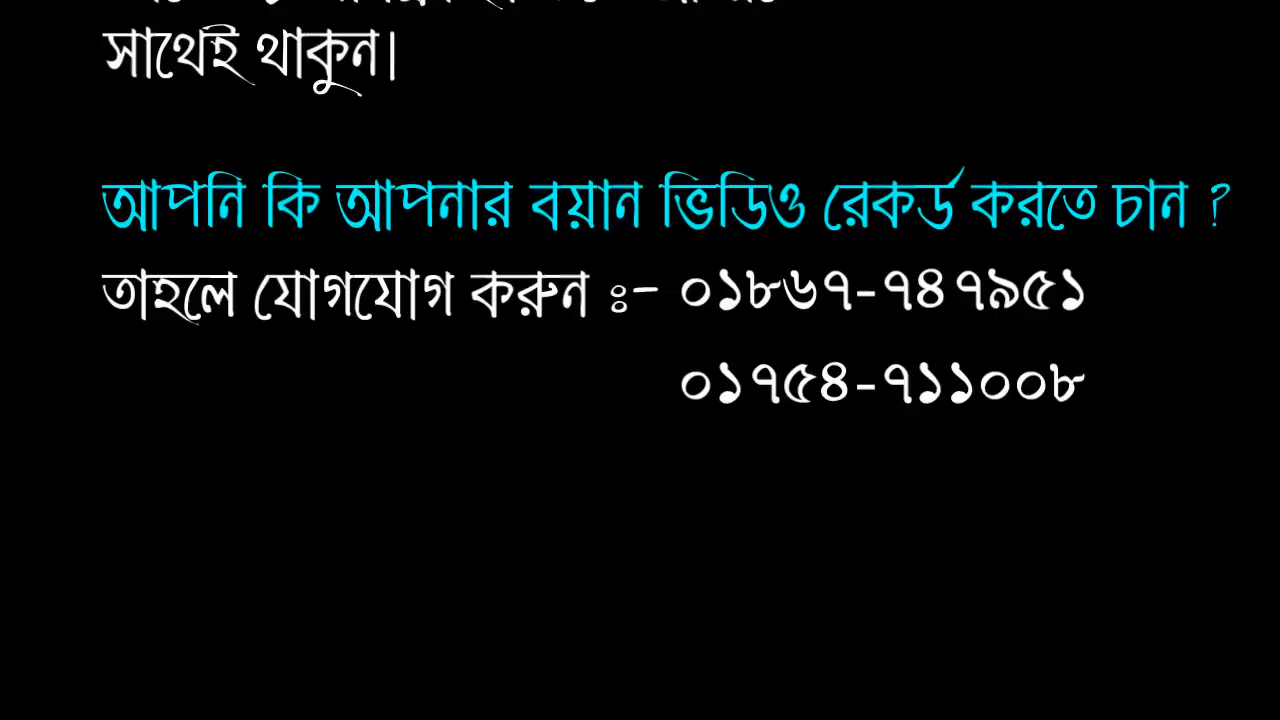 সাথেই থাকুন।
আপনি কি আপনার বয়ান ভিডিও রেকর্ড করতে চান ?
তাহলে যোগযোগ করুন ঃ- ০১৮৬৭-৭৪৭৯৫১
০১৭৫৪-৭১১০০৮